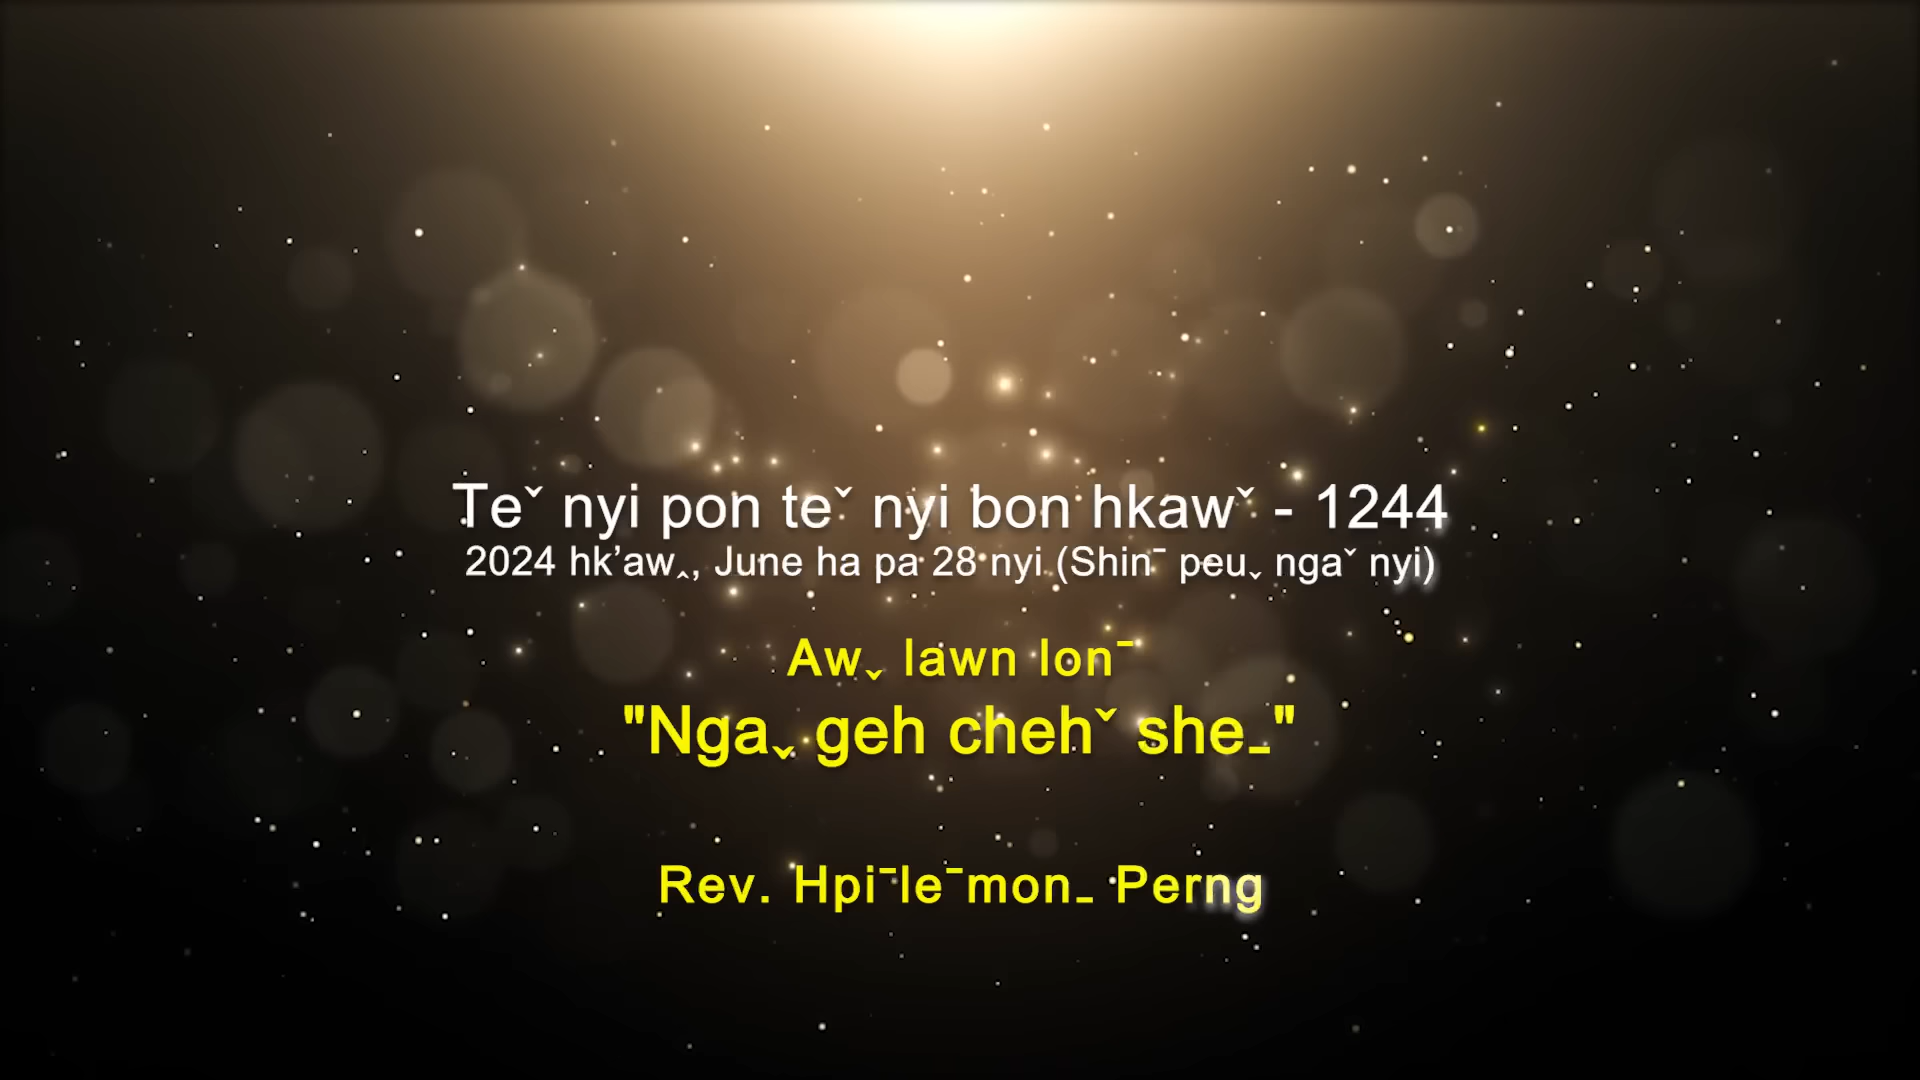 Teˇ nyi pon teˇ nyi bon hkawˇ - 1244
2024 hk’aw‸, June ha pa 28 nyi (Shinˉ peuˬ ngaˇ nyi)
Awˬ lawn lonˉ
"Ngaˬ geh chehˇ sheˍ"
Rev. Hpiˉleˉmonˍ Perng